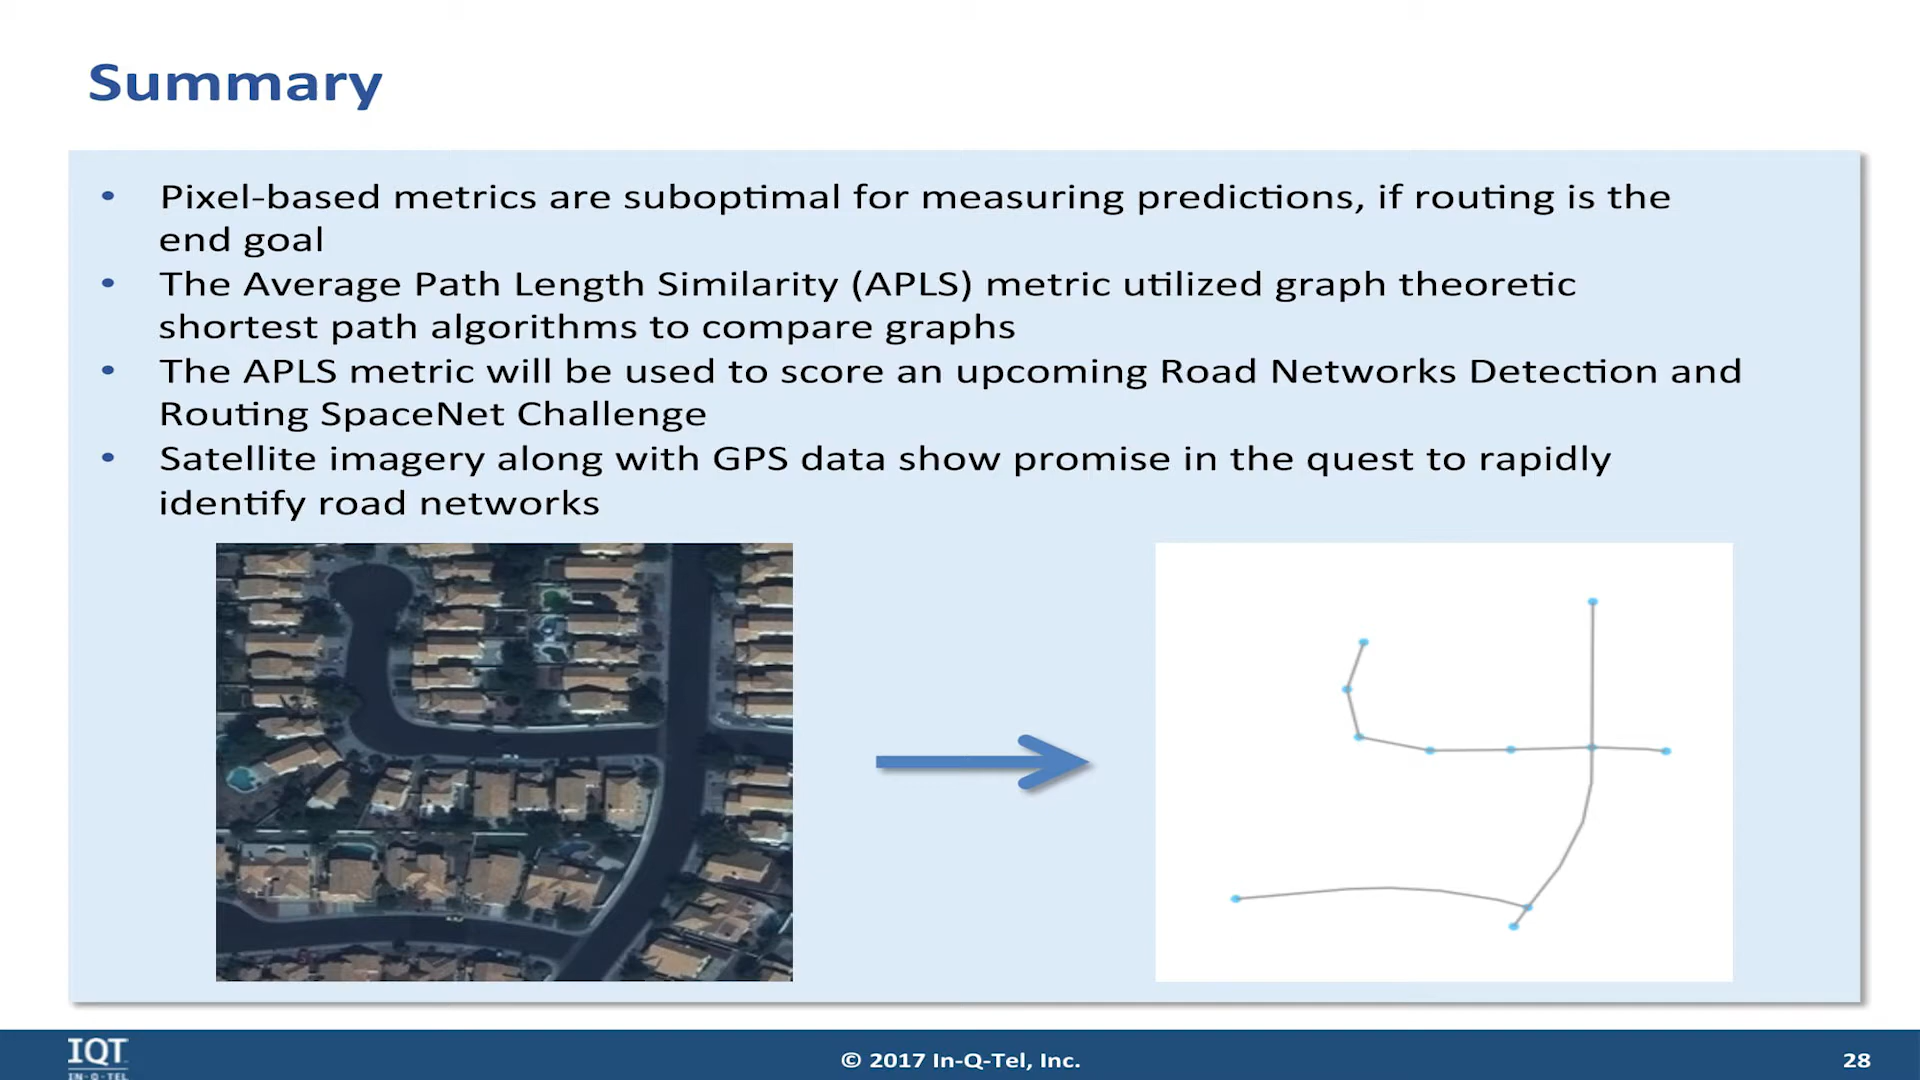 Summary
• Pixel-based metrics are suboptimal for measuring predictions, if routing is the
end goal
• The Average Path Length Similarity (APLS) metric utilized graph theoretic
shortest path algorithms to compare graphs
• The APLS metric will be used to score an upcoming Road Networks Detection and
Routing SpaceNet Challenge
• Satellite imagery along with GPS data show promise in the quest to rapidly
identify road networks
IQT
IN-Q-TEL
© 2017 In-Q-Tel, Inc.
28